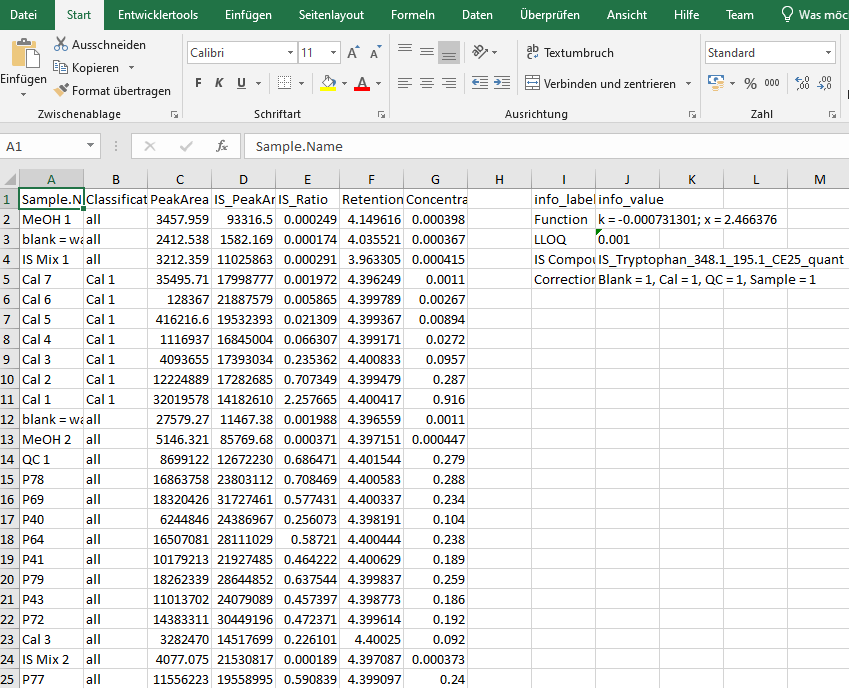 Datei Start Entwicklertools Einfügen Seitenlayout Formeln Daten Überprüfen Ansicht Hilfe Team Was möc
Einfügen
Ausschneiden
Kopieren
Format übertragen
Zwischenablage
Calibri 11 A A
F K U A
Schriftart
ab Textumbruch
Verbinden und zentrieren
Ausrichtung
Standard
% 000
Zahl
A1 fx Sample.Name
A B C D E F G H I J K L M
1 Sample.N Classificat PeakArea IS_PeakAr IS_Ratio Retention Concentra info_label info_value
2 MeOH 1 all 3457.959 93316.5 0.000249 4.149616 0.000398 Function k = -0.000731301; x = 2.466376
3 blank = wa all 2412.538 1582.169 0.000174 4.035521 0.000367 LLOQ 0.001
4 IS Mix 1 all 3212.359 11025863 0.000291 3.963305 0.000415 IS Compou IS_Tryptophan_348.1_195.1_CE25_quant
5 Cal 7 Cal 1 35495.71 17998777 0.001972 4.396249 0.0011 Correction Blank = 1, Cal = 1, QC = 1, Sample = 1
6 Cal 6 Cal 1 128367 21887579 0.005865 4.399789 0.00267
7 Cal 5 Cal 1 416216.6 19532393 0.021309 4.399367 0.00894
8 Cal 4 Cal 1 1116937 16845004 0.066307 4.399171 0.0272
9 Cal 3 Cal 1 4093655 17393034 0.235362 4.400833 0.0957
10 Cal 2 Cal 1 12224889 17282685 0.707349 4.399479 0.287
11 Cal 1 Cal 1 32019578 14182610 2.257665 4.400417 0.916
12 blank = wa all 27579.27 11467.38 0.001988 4.396559 0.0011
13 MeOH 2 all 5146.321 85769.68 0.000371 4.397151 0.000447
14 QC 1 all 8699122 12672230 0.686471 4.401544 0.279
15 P78 all 16863758 23803112 0.708469 4.400583 0.288
16 P69 all 18320426 31727461 0.577431 4.400337 0.234
17 P40 all 6244846 24386967 0.256073 4.398191 0.104
18 P64 all 16507081 28111029 0.58721 4.400444 0.238
19 P41 all 10179213 21927485 0.464222 4.400629 0.189
20 P79 all 18262339 28644852 0.637544 4.399837 0.259
21 P43 all 11013702 24079089 0.457397 4.398773 0.186
22 P72 all 14383311 30449196 0.472371 4.399614 0.192
23 Cal 3 all 3282470 14517699 0.226101 4.40025 0.092
24 IS Mix 2 all 4077.075 21530817 0.000189 4.397087 0.000373
25 P77 all 11556223 19558995 0.590839 4.399097 0.24